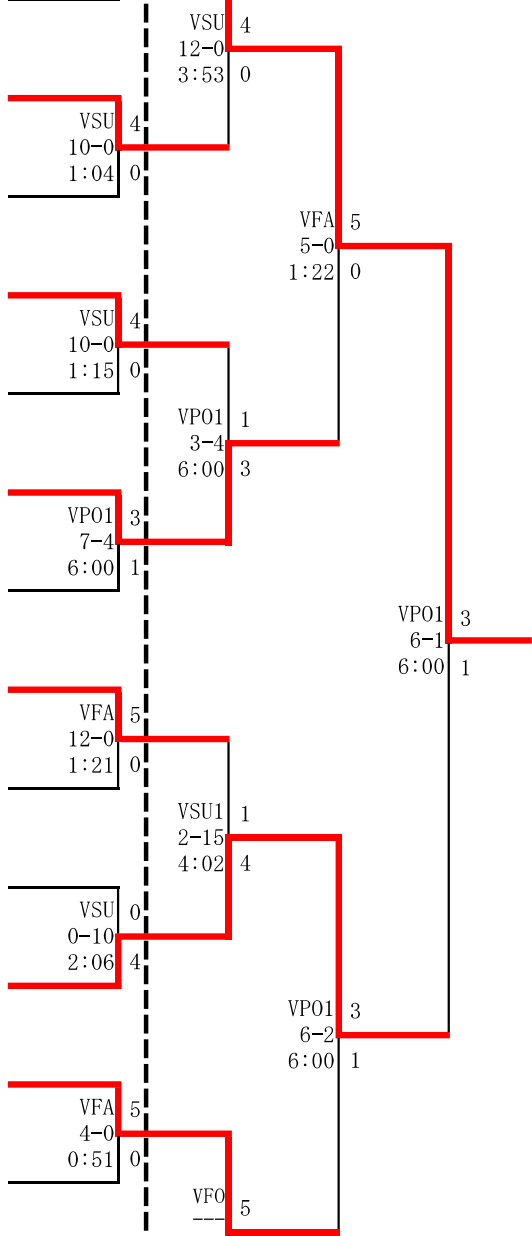 VSU 4
12-0
3:53 0
VSU 4
10-0
1:04 0
VFA 5
5-0
1:22 0
VSU 4
10-0
1:15 0
VPO1 1
3-4
6:00 3
VPO1 3
7-4
6:00 1
VPO1 3
6-1
6:00 1
VFA 5
12-0
1:21 0
VSU1 1
2-15
4:02 4
VSU 0
0-10
2:06 4
VPO1 3
6-2
6:00 1
VFA 5
4-0
0:51 0
VFO 5
---